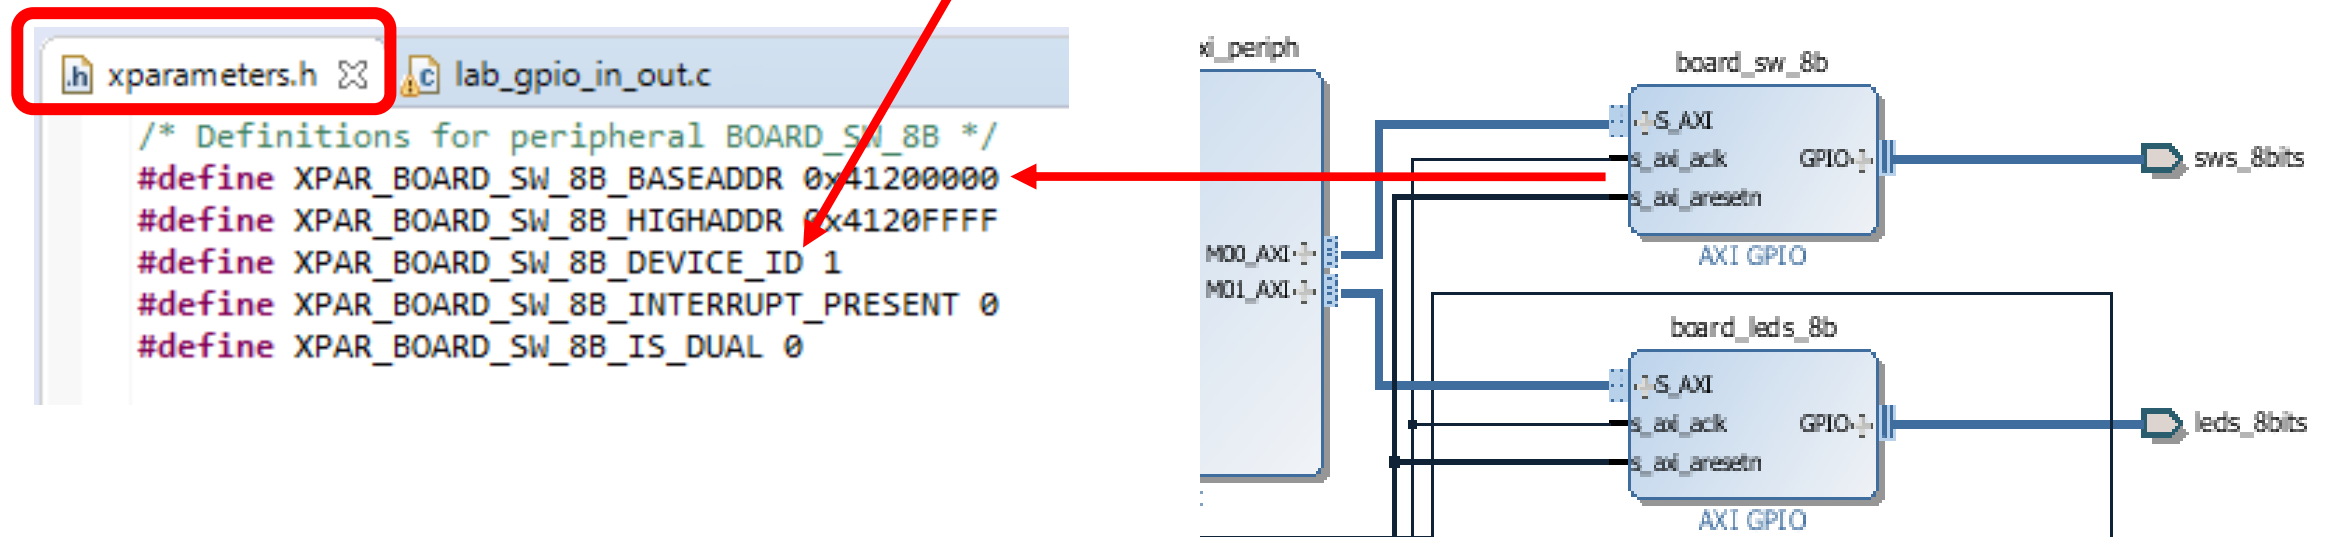 xparameters.h
lab_gpio_in_out.c
/* Definitions for peripheral BOARD_SW_8B */
#define XPAR_BOARD_SW_8B_BASEADDR 0x41200000
#define XPAR_BOARD_SW_8B_HIGHADDR 0x4120FFFF
#define XPAR_BOARD_SW_8B_DEVICE_ID 1
#define XPAR_BOARD_SW_8B_INTERRUPT_PRESENT 0
#define XPAR_BOARD_SW_8B_IS_DUAL 0
xi_periph
M00_AXI
M01_AXI
board_sw_8b
S_AXI
s_axi_aclk
GPIO
s_axi_aresetn
AXI GPIO
sws_8bits
board_leds_8b
S_AXI
s_axi_aclk
GPIO
s_axi_aresetn
AXI GPIO
leds_8bits